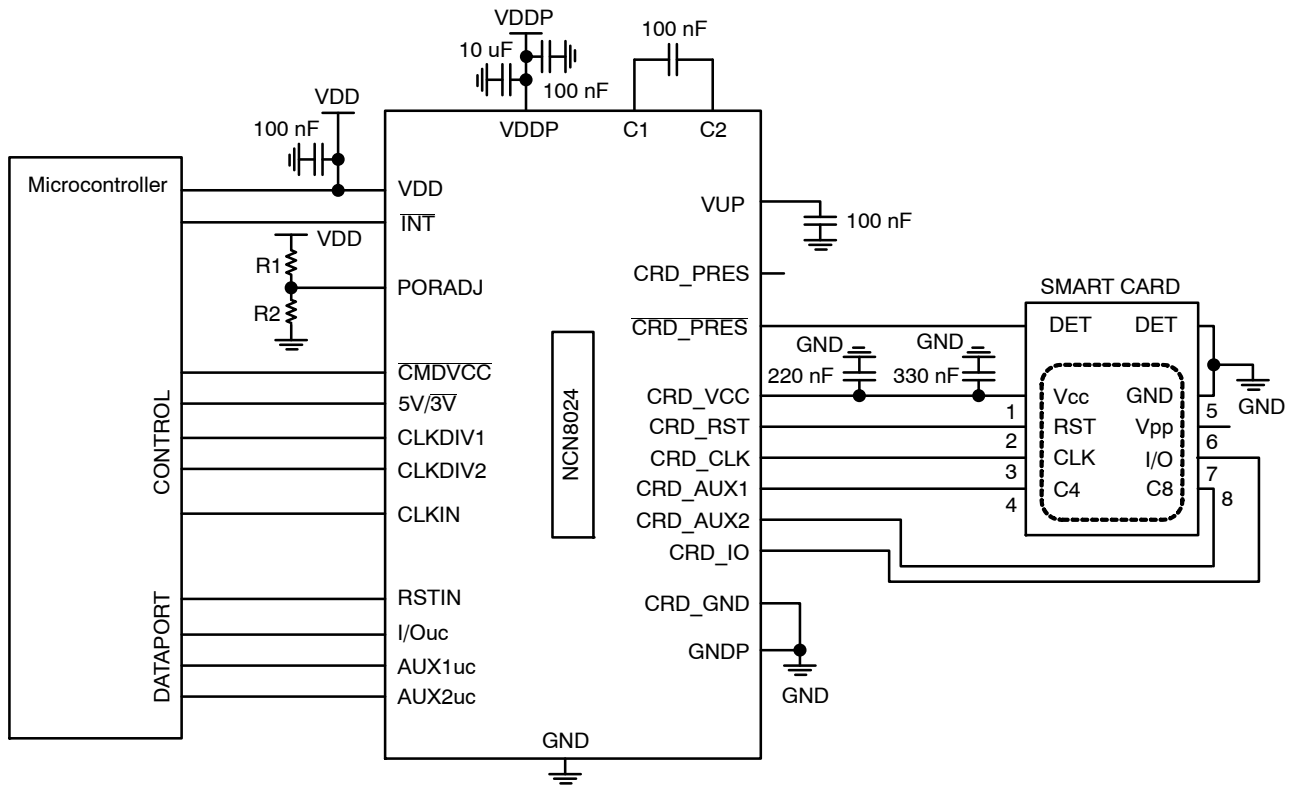 VDDP
10 uF
100 nF
100 nF
VDD
100 nF
VDDP
C1
C2
Microcontroller
VDD
INT
VDD
R1
R2
PORADJ
CONTROL
CMDVCC
5V/3V
CLKDIV1
CLKDIV2
CLKIN
DATAPORT
RSTIN
I/Ouc
AUX1uc
AUX2uc
NCN8024
GND
VUP
100 nF
CRD_PRES
CRD_PRES
CRD_VCC
CRD_RST
CRD_CLK
CRD_AUX1
CRD_AUX2
CRD_IO
CRD_GND
GNDP
GND
GND
220 nF
GND
330 nF
SMART CARD
DET
DET
Vcc
GND
RST
Vpp
CLK
I/O
C4
C8
1
2
3
4
5
6
7
8
GND